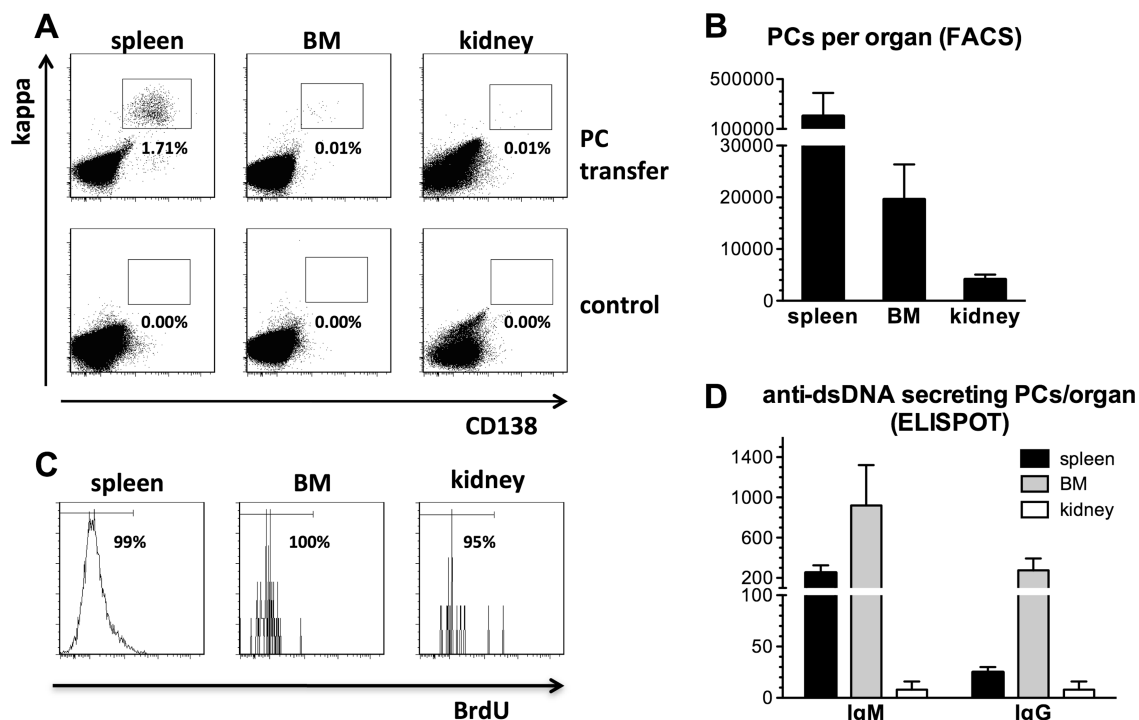 A
spleen
BM
kidney
kappa
1.71%
0.01%
0.01%
PC
transfer
0.00%
0.00%
0.00%
control
CD138
B
PCs per organ (FACS)
500000
100000
30000
20000
10000
0
spleen
BM
kidney
C
spleen
BM
kidney
99%
100%
95%
BrdU
D
anti-dsDNA secreting PCs/organ
(ELISPOT)
1400
1000
600
200
100
50
0
spleen
BM
kidney
IgM
IgG